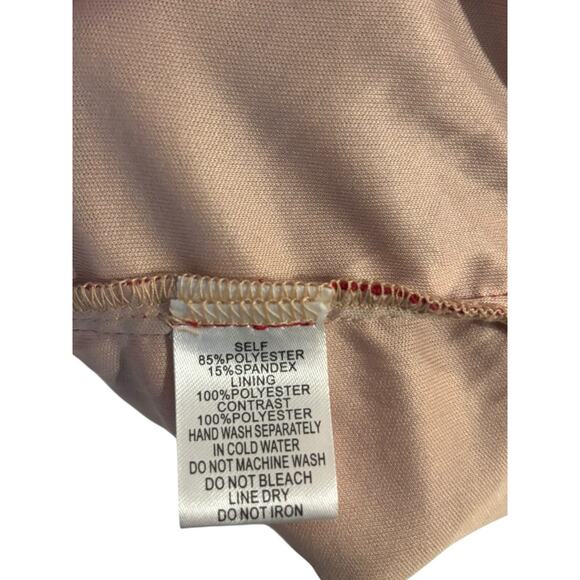 SELF
85%POLYESTER
15%SPANDEX
LINING
100%POLYESTER
CONTRAST
100%POLYESTER
HAND WASH SEPARATELY
IN COLD WATER
DO NOT MACHINE WASH
DO NOT BLEACH
LINE DRY
DO NOT IRON